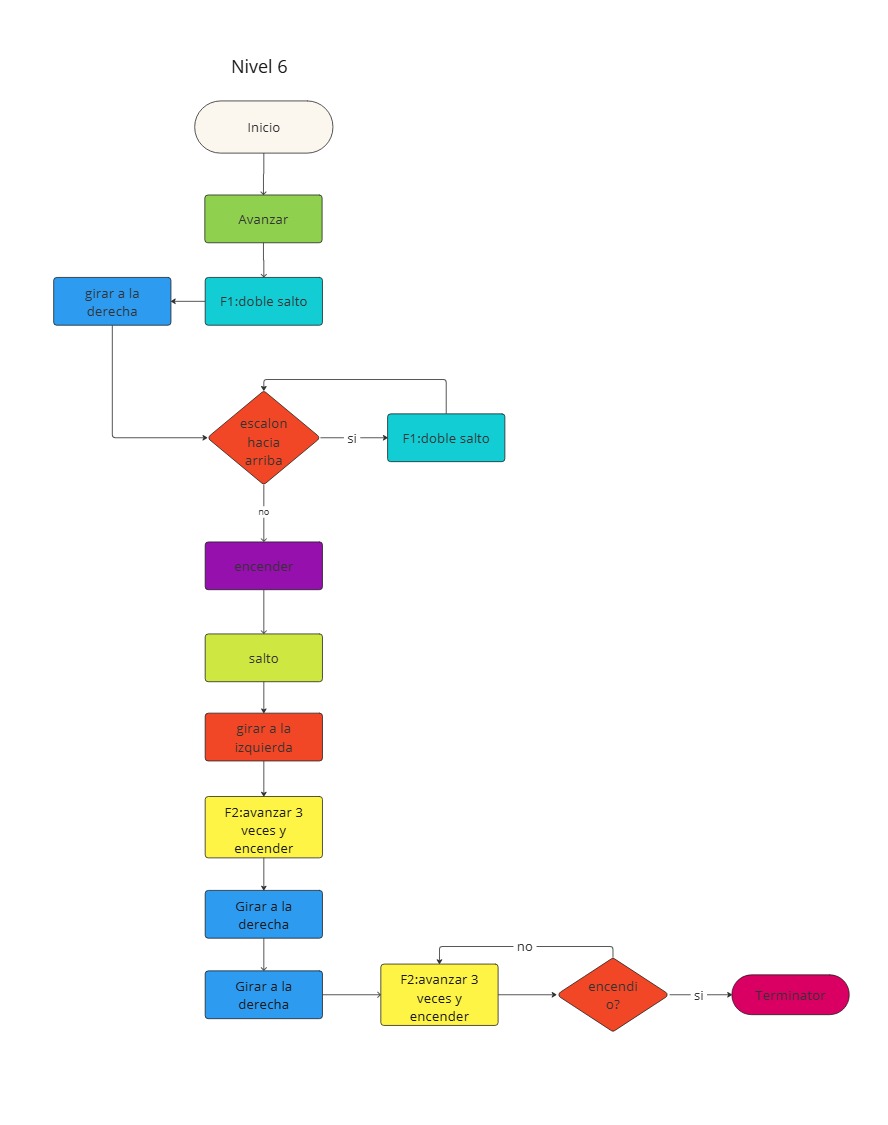 Nivel 6
Inicio
Avanzar
girar a la
derecha
F1:doble salto
escalon
hacia
arriba
si
F1:doble salto
no
encender
salto
girar a la
izquierda
F2:avanzar 3
veces y
encender
Girar a la
derecha
Girar a la
derecha
F2:avanzar 3
veces y
encender
no
encendi
o?
si
Terminator